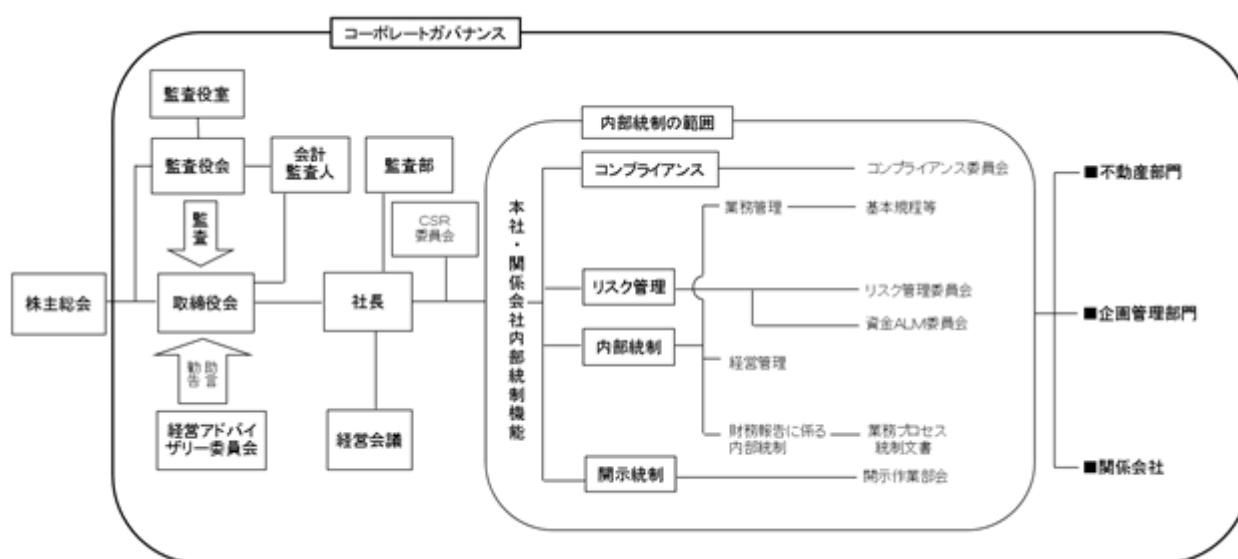 コーポレートガバナンス
監査役室
監査役会
会計
監査人
監査部
CSR
委員会
監査
株主総会
取締役会
社長
勧告
助言
経営アドバイ
ザリー委員会
経営会議
内部統制の範囲
本社・関係会社内部統制機能
コンプライアンス
コンプライアンス委員会
業務管理
基本規程等
リスク管理
リスク管理委員会
資金ALM委員会
内部統制
経営管理
財務報告に係る
内部統制
業務プロセス
統制文書
開示統制
開示作業部会
■不動産部門
■企画管理部門
■関係会社